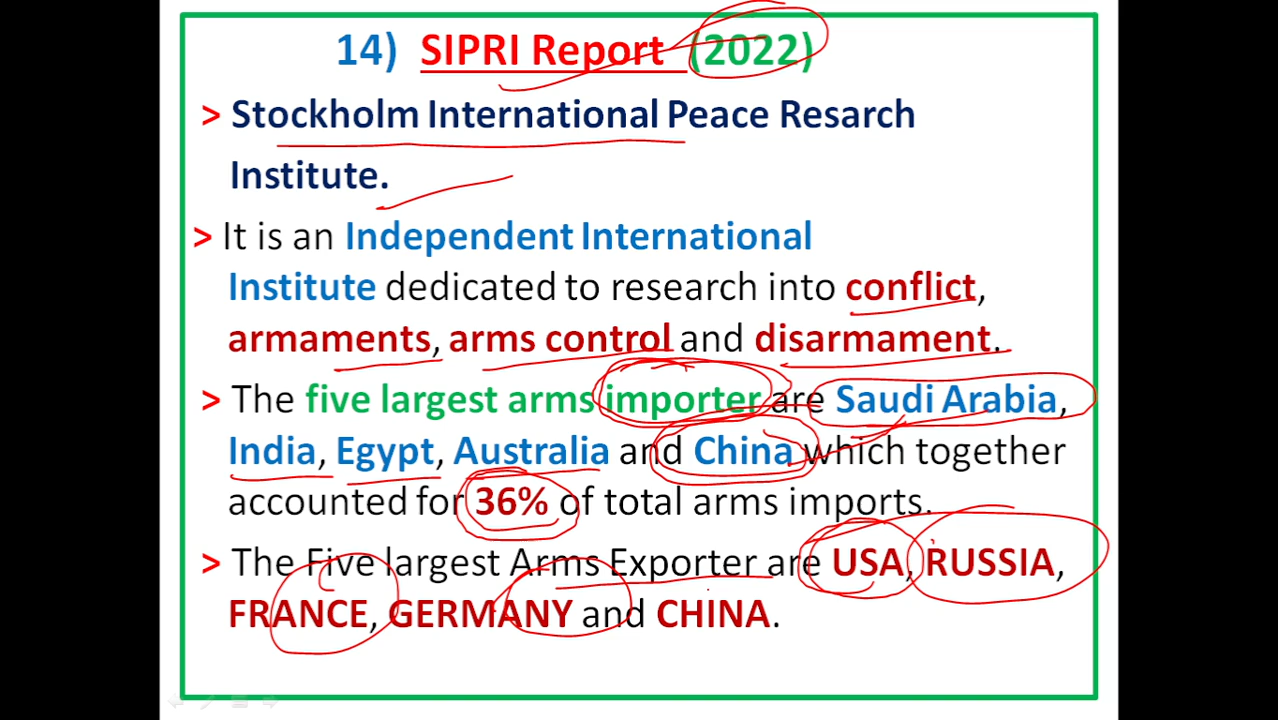 14) SIPRI Report (2022)
> Stockholm International Peace Resarch
Institute.
> It is an Independent International
Institute dedicated to research into conflict,
armaments, arms control and disarmament.
> The five largest arms importer are Saudi Arabia,
India, Egypt, Australia and China which together
accounted for 36% of total arms imports.
> The Five largest Arms Exporter are USA, RUSSIA,
FRANCE, GERMANY and CHINA.